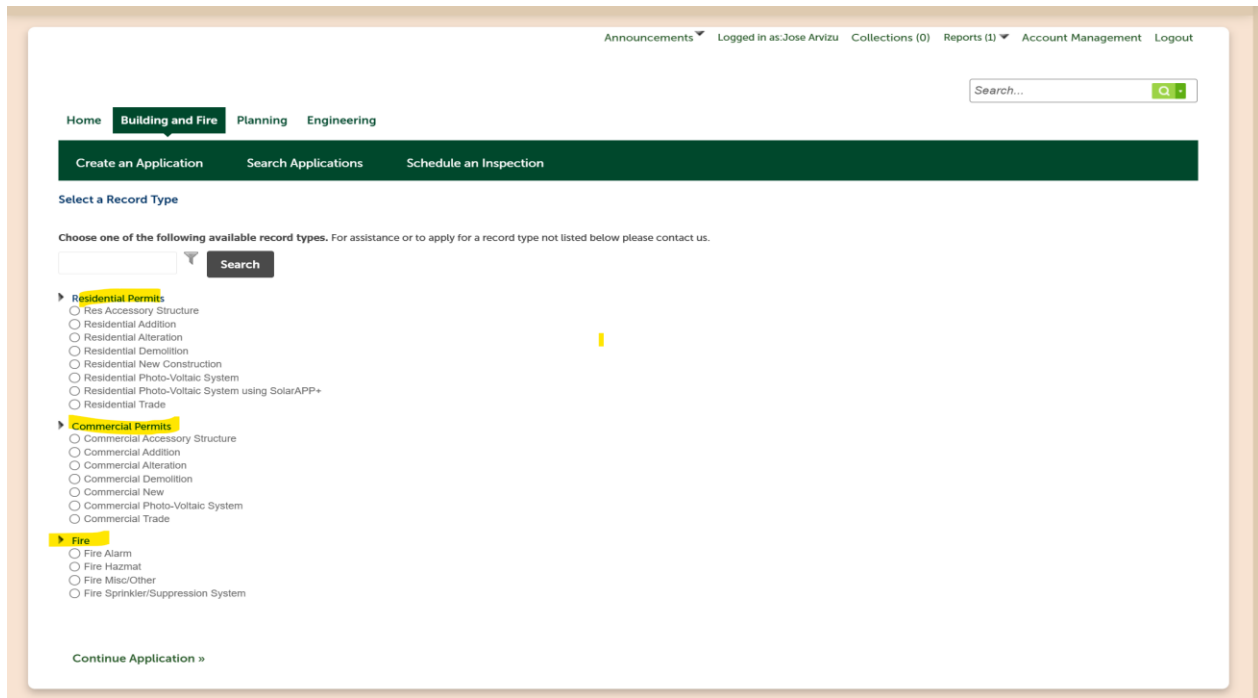 Announcements Logged in as:Jose Arvizu Collections (0) Reports (1) Account Management Logout
Search...
Home Building and Fire Planning Engineering
Create an Application Search Applications Schedule an Inspection
Select a Record Type
Choose one of the following available record types. For assistance or to apply for a record type not listed below please contact us.
Search
Residential Permits
Res Accessory Structure
Residential Addition
Residential Alteration
Residential Demolition
Residential New Construction
Residential Photo-Voltaic System
Residential Photo-Voltaic System using SolarAPP+
Residential Trade
Commercial Permits
Commercial Accessory Structure
Commercial Addition
Commercial Alteration
Commercial Demolition
Commercial New
Commercial Photo-Voltaic System
Commercial Trade
Fire
Fire Alarm
Fire Hazmat
Fire Misc/Other
Fire Sprinkler/Suppression System
Continue Application »